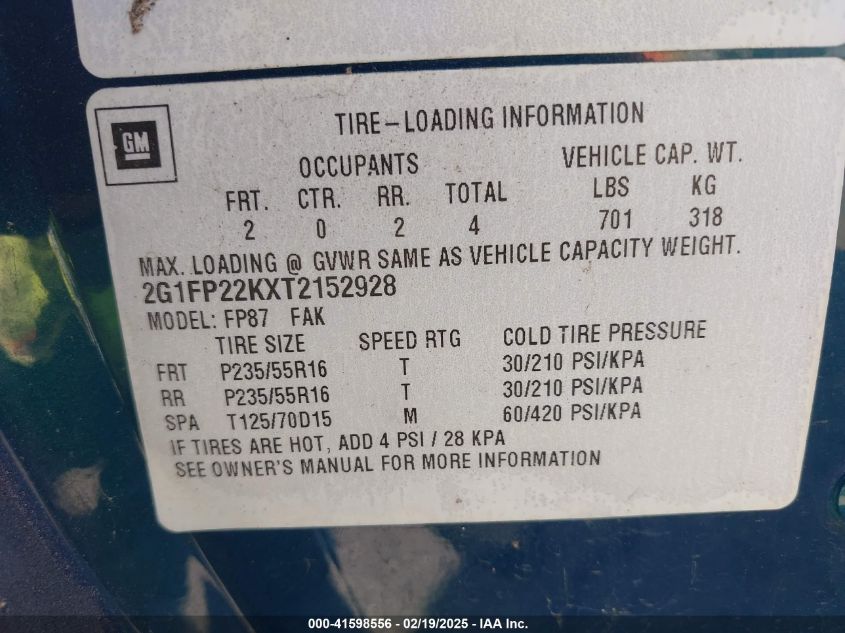 GM
TIRE-LOADING INFORMATION
OCCUPANTS VEHICLE CAP. WT.
FRT. CTR. RR. TOTAL LBS KG
2 0 2 4 701 318
MAX. LOADING @ GVWR SAME AS VEHICLE CAPACITY WEIGHT.
2G1FP22KXT2152928
MODEL: FP87 FAK
TIRE SIZE SPEED RTG COLD TIRE PRESSURE
FRT P235/55R16 T 30/210 PSI/KPA
RR P235/55R16 T 30/210 PSI/KPA
SPA T125/70D15 M 60/420 PSI/KPA
IF TIRES ARE HOT, ADD 4 PSI / 28 KPA
SEE OWNER'S MANUAL FOR MORE INFORMATION
000-41598556 - 02/19/2025 - IAA Inc.